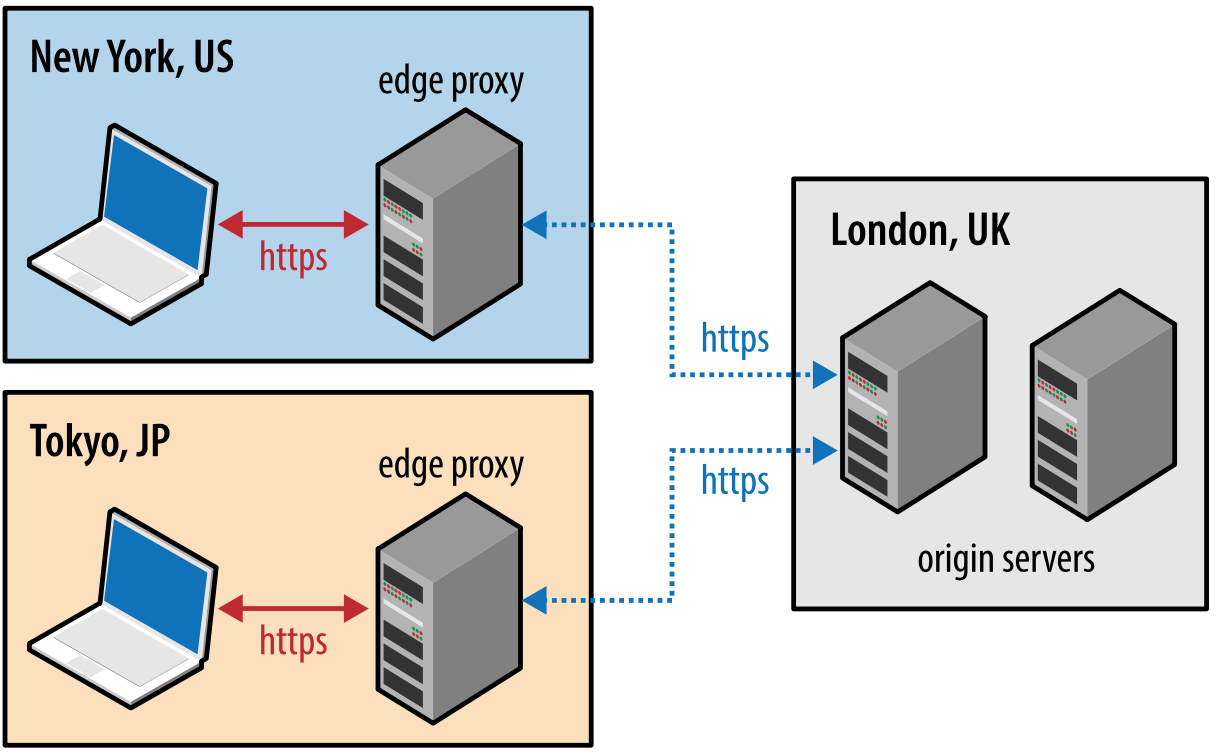 New York, US
edge proxy
https
Tokyo, JP
edge proxy
https
https
https
London, UK
origin servers